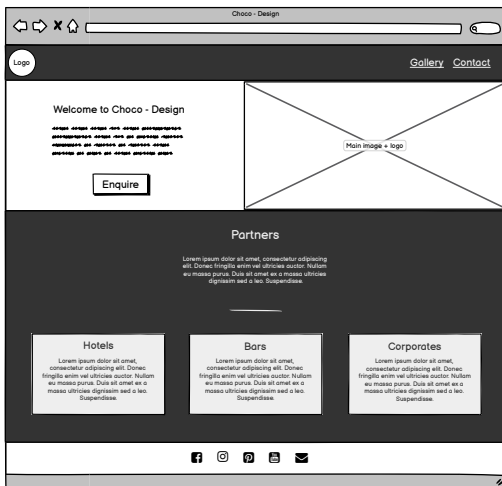 Choco - Design
Logo
Gallery Contact
Welcome to Choco - Design
Enquire
Main image + logo
Partners
Lorem ipsum dolor sit amet, consectetur adipiscing
elit. Donec fringilla enim vel ultricies auctor. Nullam
eu massa purus. Duis sit amet ex a massa ultricies
dignissim sed a leo. Suspendisse.
Hotels
Lorem ipsum dolor sit amet,
consectetur adipiscing elit. Donec
fringilla enim vel ultricies auctor. Nullam
eu massa purus. Duis sit amet ex a
massa ultricies dignissim sed a leo.
Suspendisse.
Bars
Lorem ipsum dolor sit amet,
consectetur adipiscing elit. Donec
fringilla enim vel ultricies auctor. Nullam
eu massa purus. Duis sit amet ex a
massa ultricies dignissim sed a leo.
Suspendisse.
Corporates
Lorem ipsum dolor sit amet,
consectetur adipiscing elit. Donec
fringilla enim vel ultricies auctor. Nullam
eu massa purus. Duis sit amet ex a
massa ultricies dignissim sed a leo.
Suspendisse.